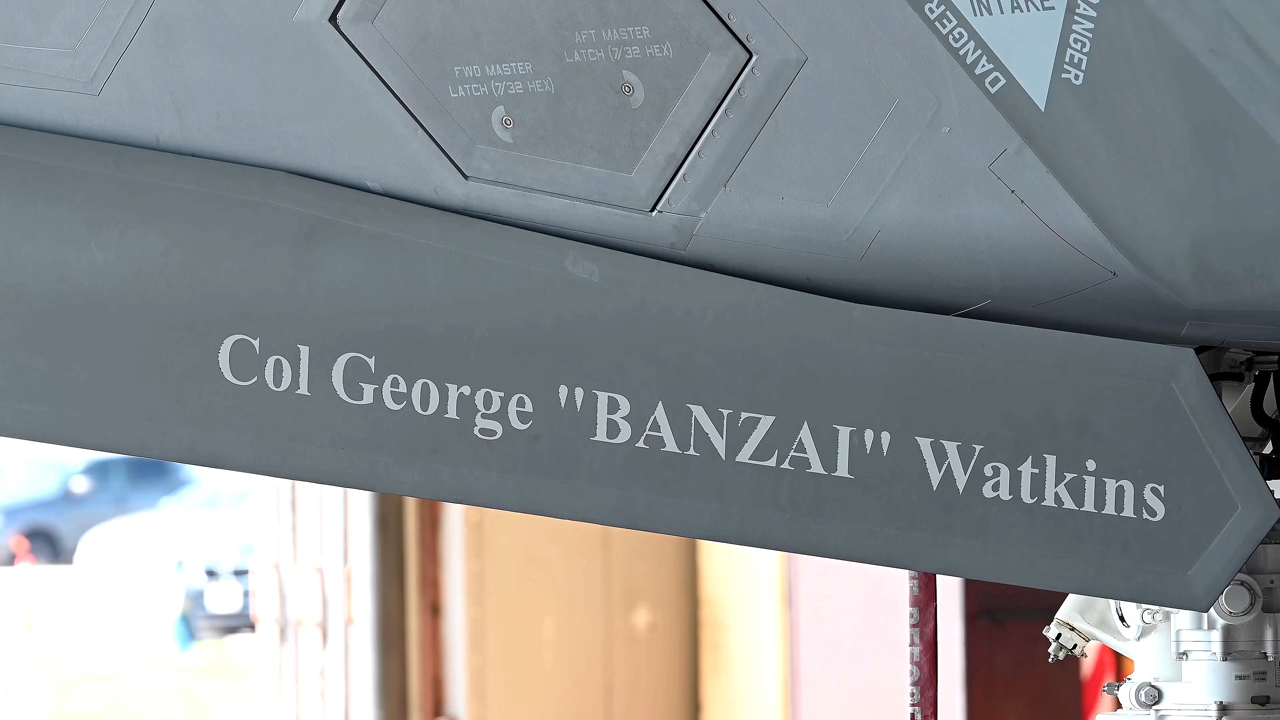 INTAKE
DANGER
DANGER
AFT MASTER
LATCH (7/32 HEX)
FWD MASTER
LATCH (7/32 HEX)
Col George "BANZAI" Watkins